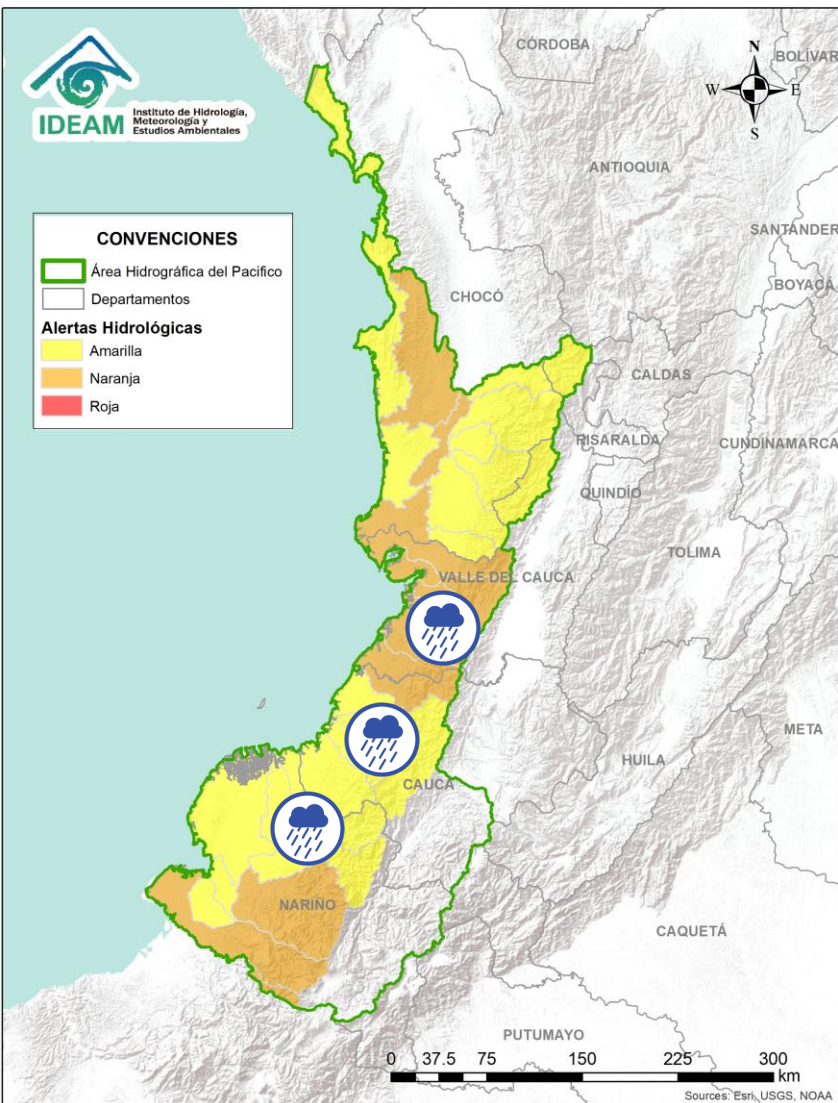 IDEAM
Instituto de Hidrología,
Meteorología y
Estudios Ambientales
CÓRDOBA
BOLÍVAR
N
W
E
S
ANTIOQUIA
SANTANDER
BOYACÁ
CONVENCIONES
Área Hidrográfica del Pacifico
Departamentos
Alertas Hidrológicas
Amarilla
Naranja
Roja
CHOCÓ
CALDAS
RISARALDA
CUNDINAMARCA
QUINDÍO
TOLIMA
VALLE DEL CAUCA
META
HUILA
CAUCA
NARIÑO
CAQUETÁ
PUTUMAYO
0 37.5 75 150 225 300
km
Sources: Esri, USGS, NOAA